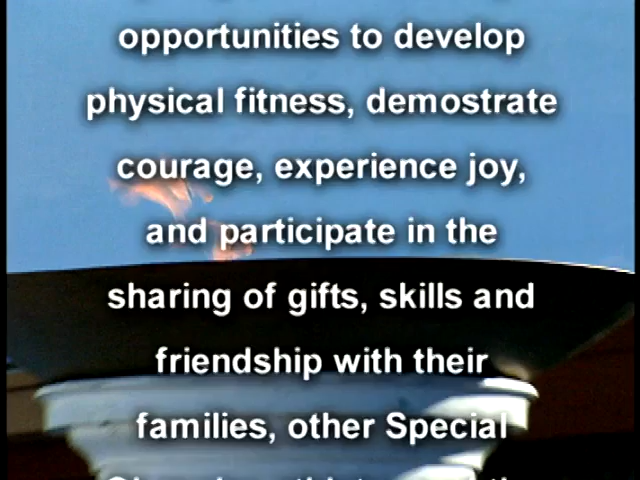 opportunities to develop
physical fitness, demostrate
courage, experience joy,
and participate in the
sharing of gifts, skills and
friendship with their
families, other Special